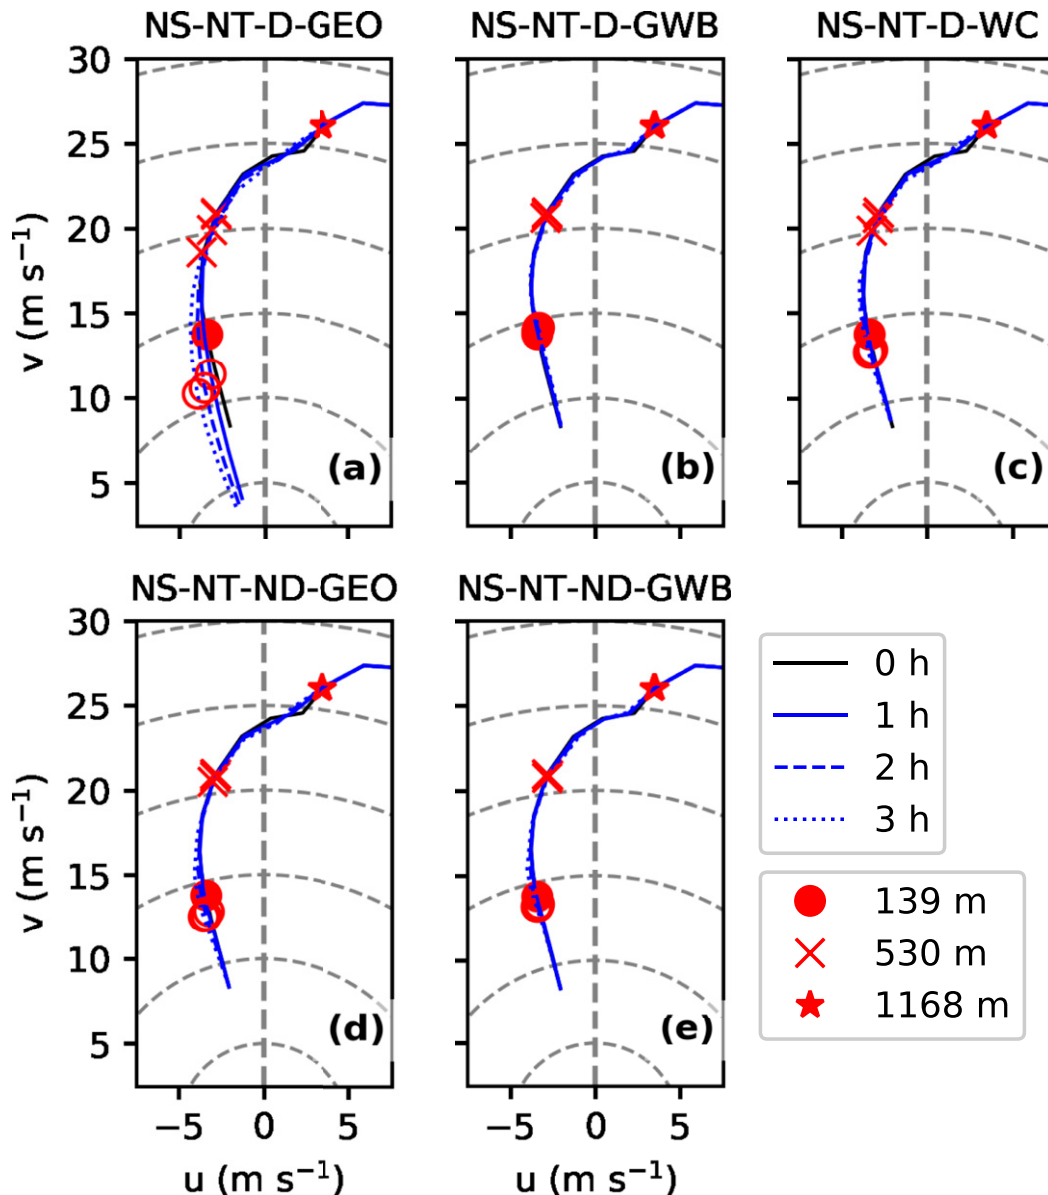 NS-NT-D-GEO
NS-NT-D-GWB
NS-NT-D-WC
30
25
20
15
10
5
v (m s⁻¹)
(a)
(b)
(c)
NS-NT-ND-GEO
NS-NT-ND-GWB
30
25
20
15
10
5
v (m s⁻¹)
(d)
(e)
−5 0 5
−5 0 5
u (m s⁻¹)
u (m s⁻¹)
0 h
1 h
2 h
3 h
139 m
530 m
1168 m